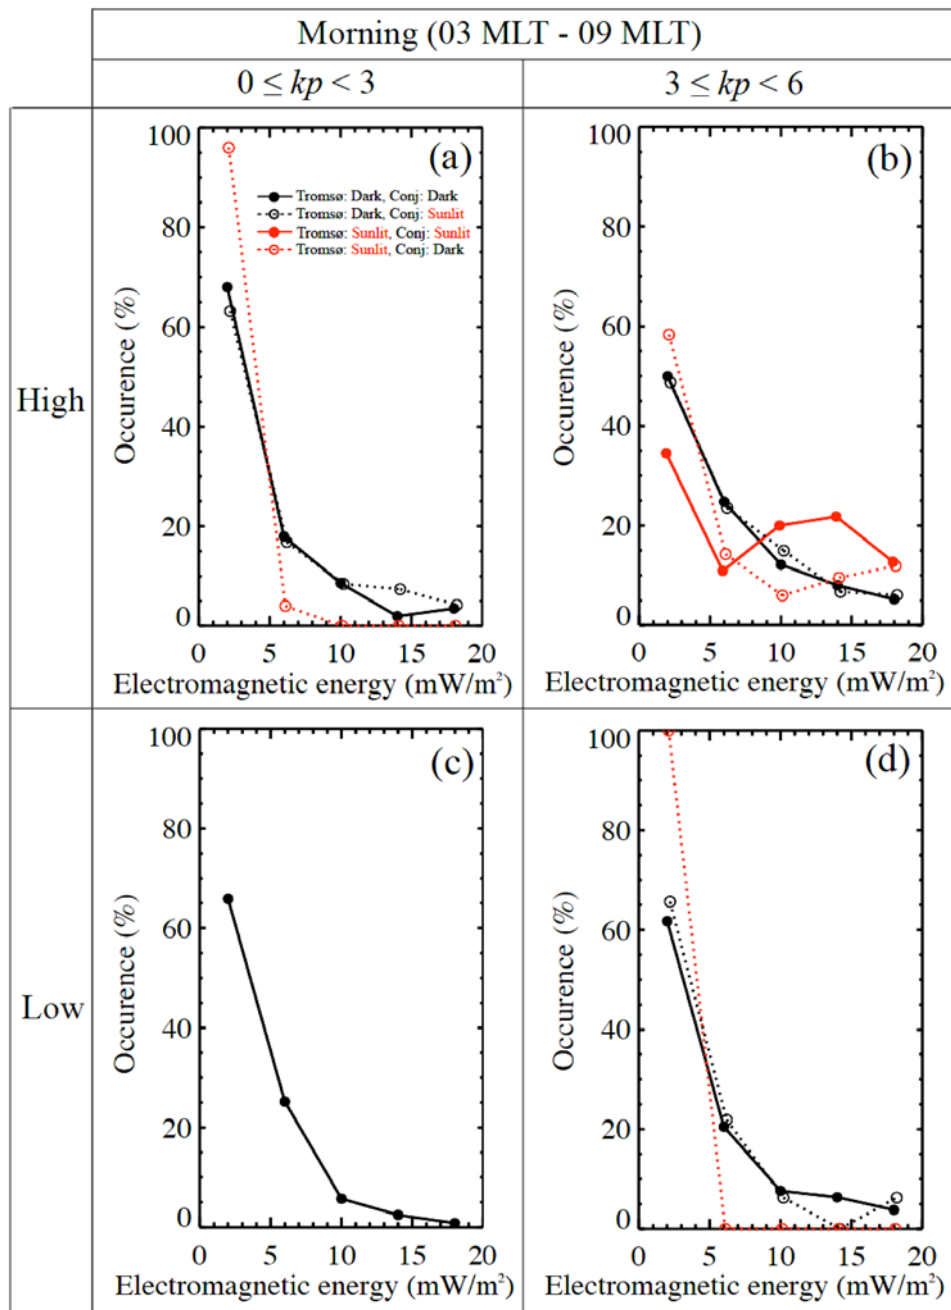 Morning (03 MLT - 09 MLT)
0 ≤ kp < 3
3 ≤ kp < 6
High
(a)
100
80
60
40
20
0
Occurence (%)
Tromsø: Dark, Conj: Dark
Tromsø: Dark, Conj: Sunlit
Tromsø: Sunlit, Conj: Sunlit
Tromsø: Sunlit, Conj: Dark
0 5 10 15 20
Electromagnetic energy (mW/m²)
(b)
100
80
60
40
20
0
Occurence (%)
0 5 10 15 20
Electromagnetic energy (mW/m²)
Low
(c)
100
80
60
40
20
0
Occurence (%)
0 5 10 15 20
Electromagnetic energy (mW/m²)
(d)
100
80
60
40
20
0
Occurence (%)
0 5 10 15 20
Electromagnetic energy (mW/m²)